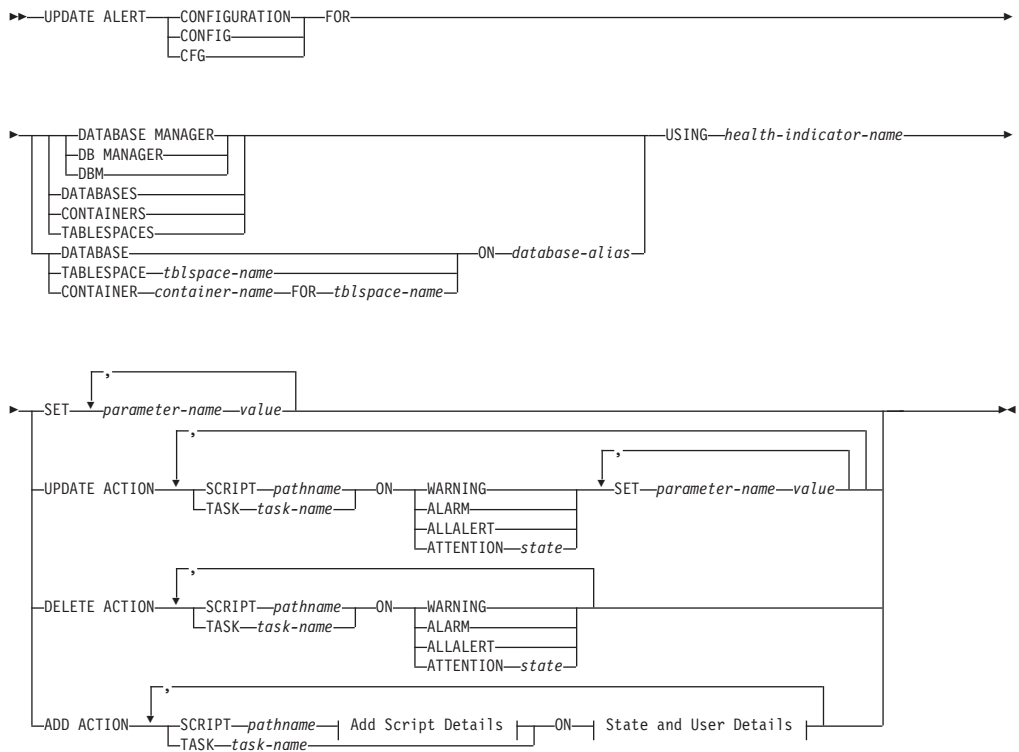 UPDATE ALERT CONFIGURATION FOR
CONFIG
CFG
DATABASE MANAGER USING health-indicator-name
DB MANAGER
DBM
DATABASES
CONTAINERS
TABLESPACES
DATABASE ON database-alias
TABLESPACE tblspace-name
CONTAINER container-name FOR tblspace-name
,
SET parameter-name value
,
,
UPDATE ACTION SCRIPT pathname ON WARNING SET parameter-name value
TASK task-name ALARM
ALLALERT
ATTENTION state
,
DELETE ACTION SCRIPT pathname ON WARNING
TASK task-name ALARM
ALLALERT
ATTENTION state
,
ADD ACTION SCRIPT pathname Add Script Details ON State and User Details
TASK task-name